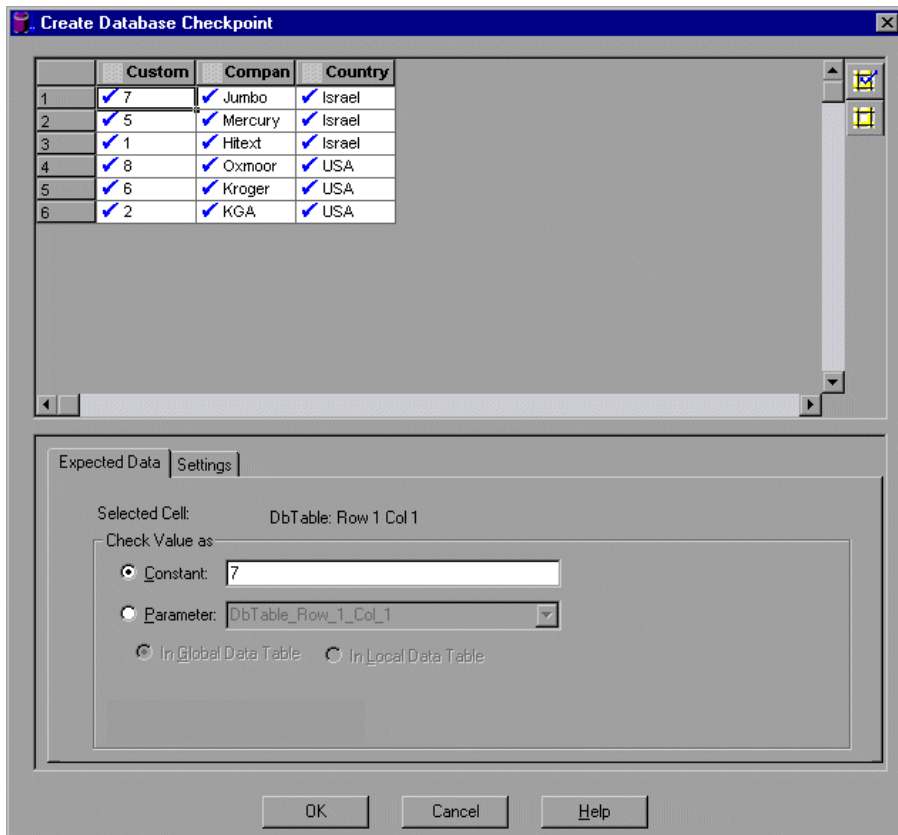 Create Database Checkpoint
Custom Compan Country
1 7 Jumbo Israel
2 5 Mercury Israel
3 1 Hitext Israel
4 8 Oxmoor USA
5 6 Kroger USA
6 2 KGA USA
Expected Data Settings
Selected Cell: DbTable: Row 1 Col 1
Check Value as
Constant: 7
Parameter: DbTable_Row_1_Col_1
In Global Data Table In Local Data Table
OK Cancel Help